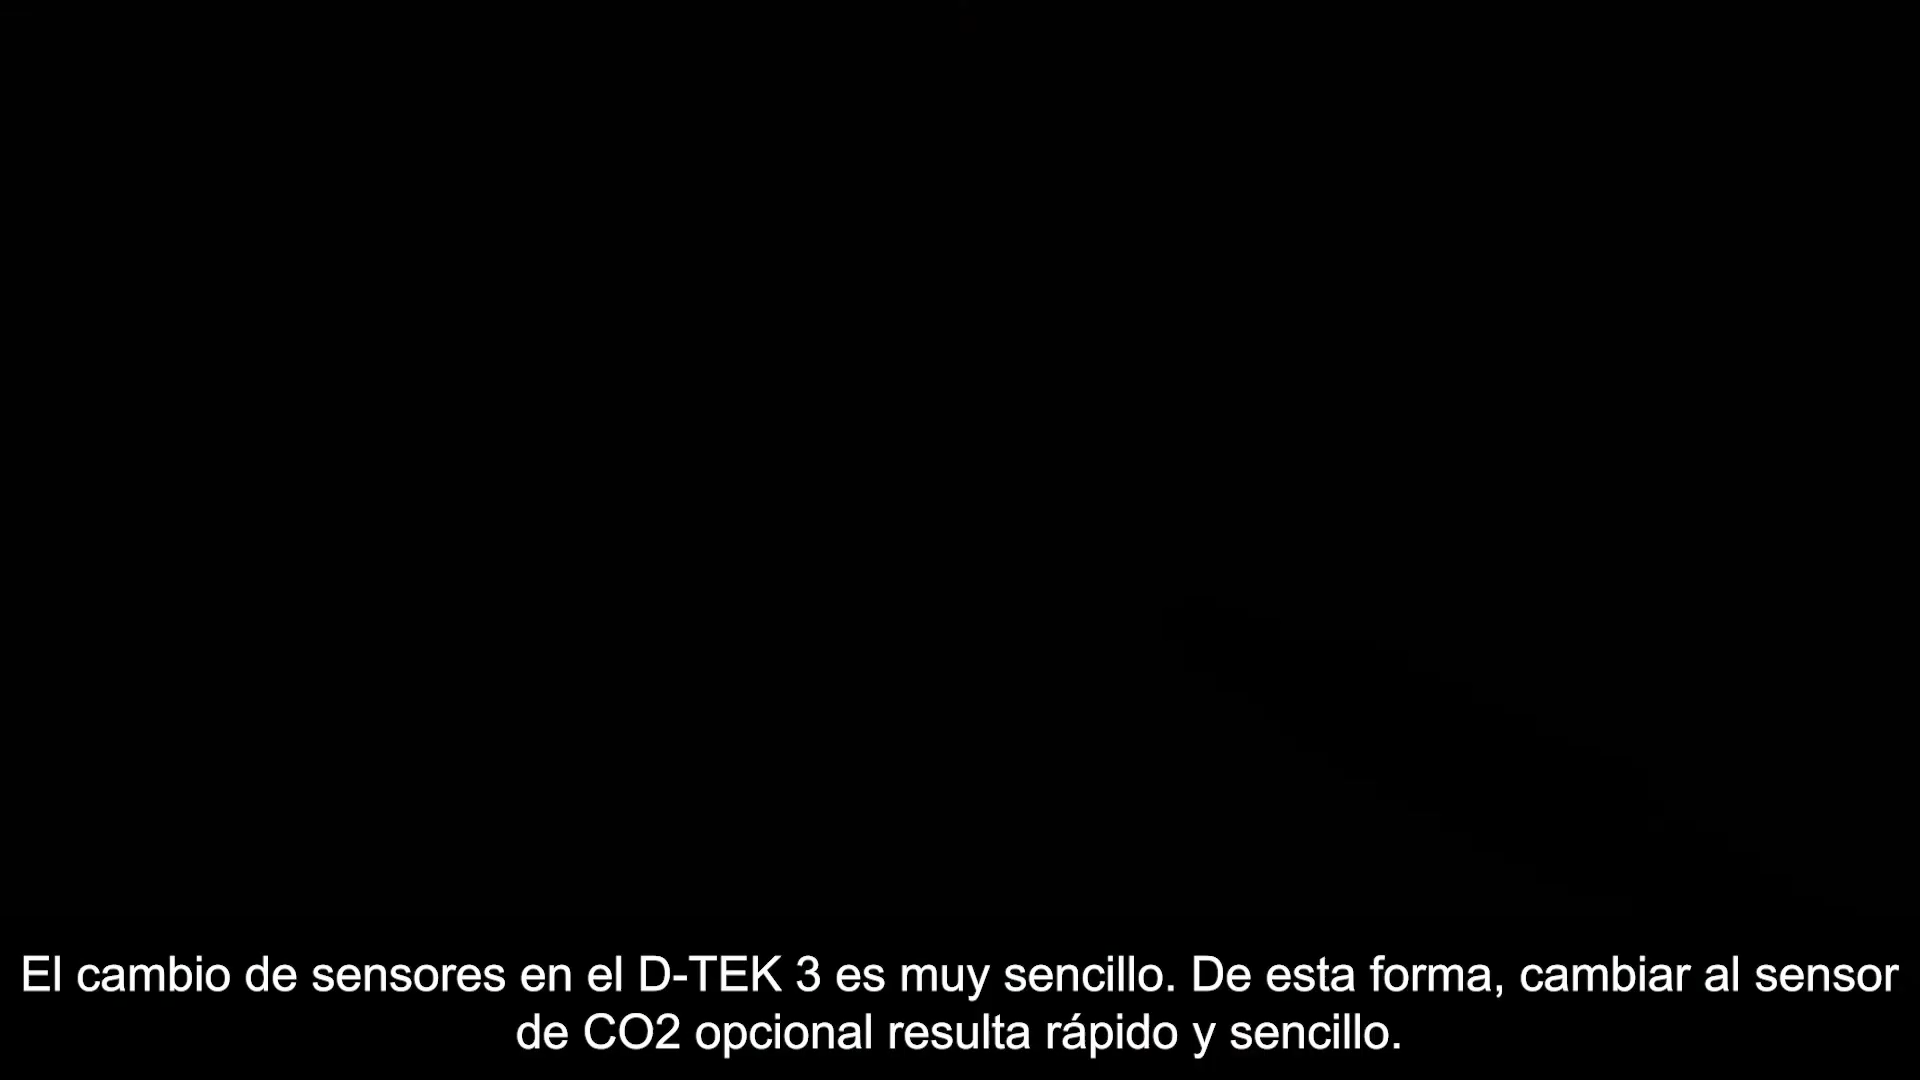 El cambio de sensores en el D-TEK 3 es muy sencillo. De esta forma, cambiar al sensor
de CO2 opcional resulta rápido y sencillo.